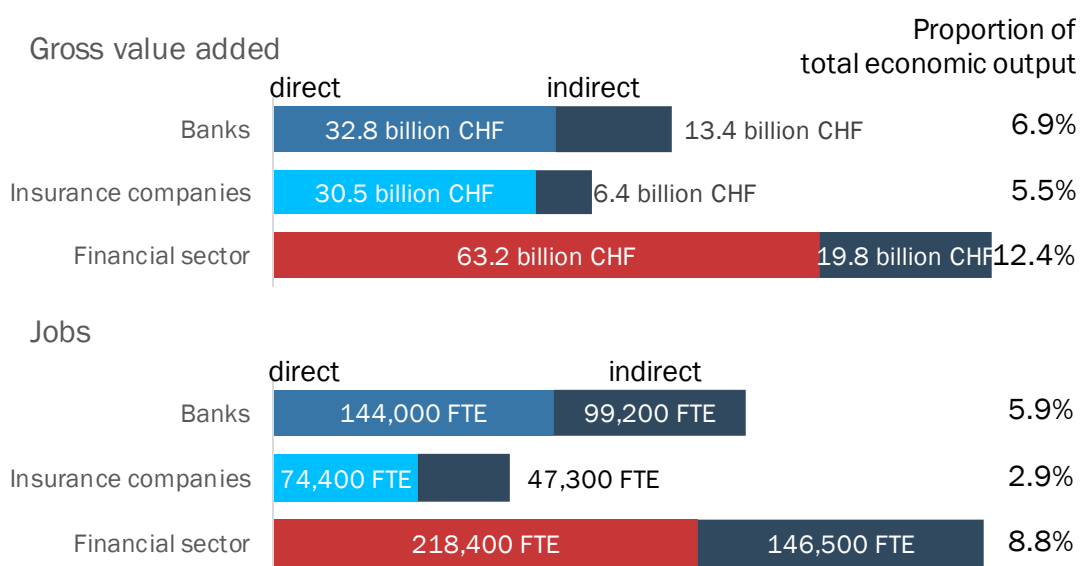 Proportion of
total economic output
Gross value added
direct indirect
Banks 32.8 billion CHF 13.4 billion CHF 6.9%
Insurance companies 30.5 billion CHF 6.4 billion CHF 5.5%
Financial sector 63.2 billion CHF 19.8 billion CHF 12.4%
Jobs
direct indirect
Banks 144,000 FTE 99,200 FTE 5.9%
Insurance companies 74,400 FTE 47,300 FTE 2.9%
Financial sector 218,400 FTE 146,500 FTE 8.8%